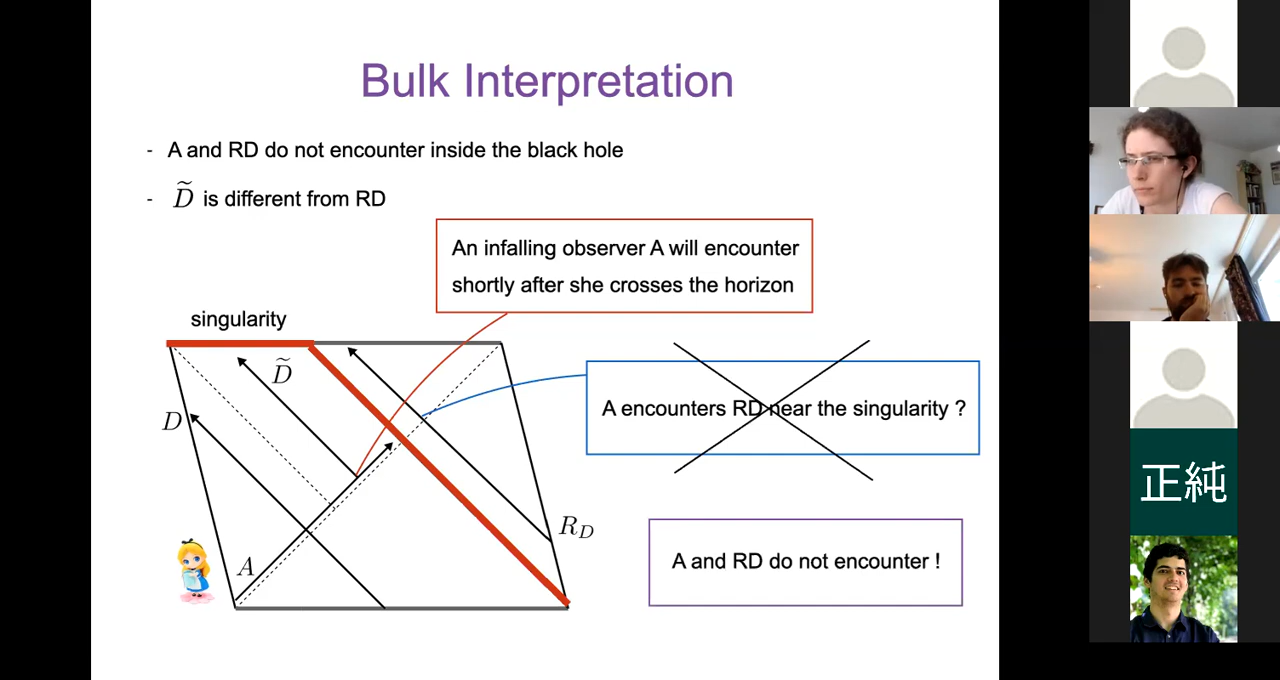 Bulk Interpretation
- A and RD do not encounter inside the black hole
- D̃ is different from RD
An infalling observer A will encounter
shortly after she crosses the horizon
singularity
D̃
D
A encounters RD near the singularity ?
R_D
A
A and RD do not encounter !
正純